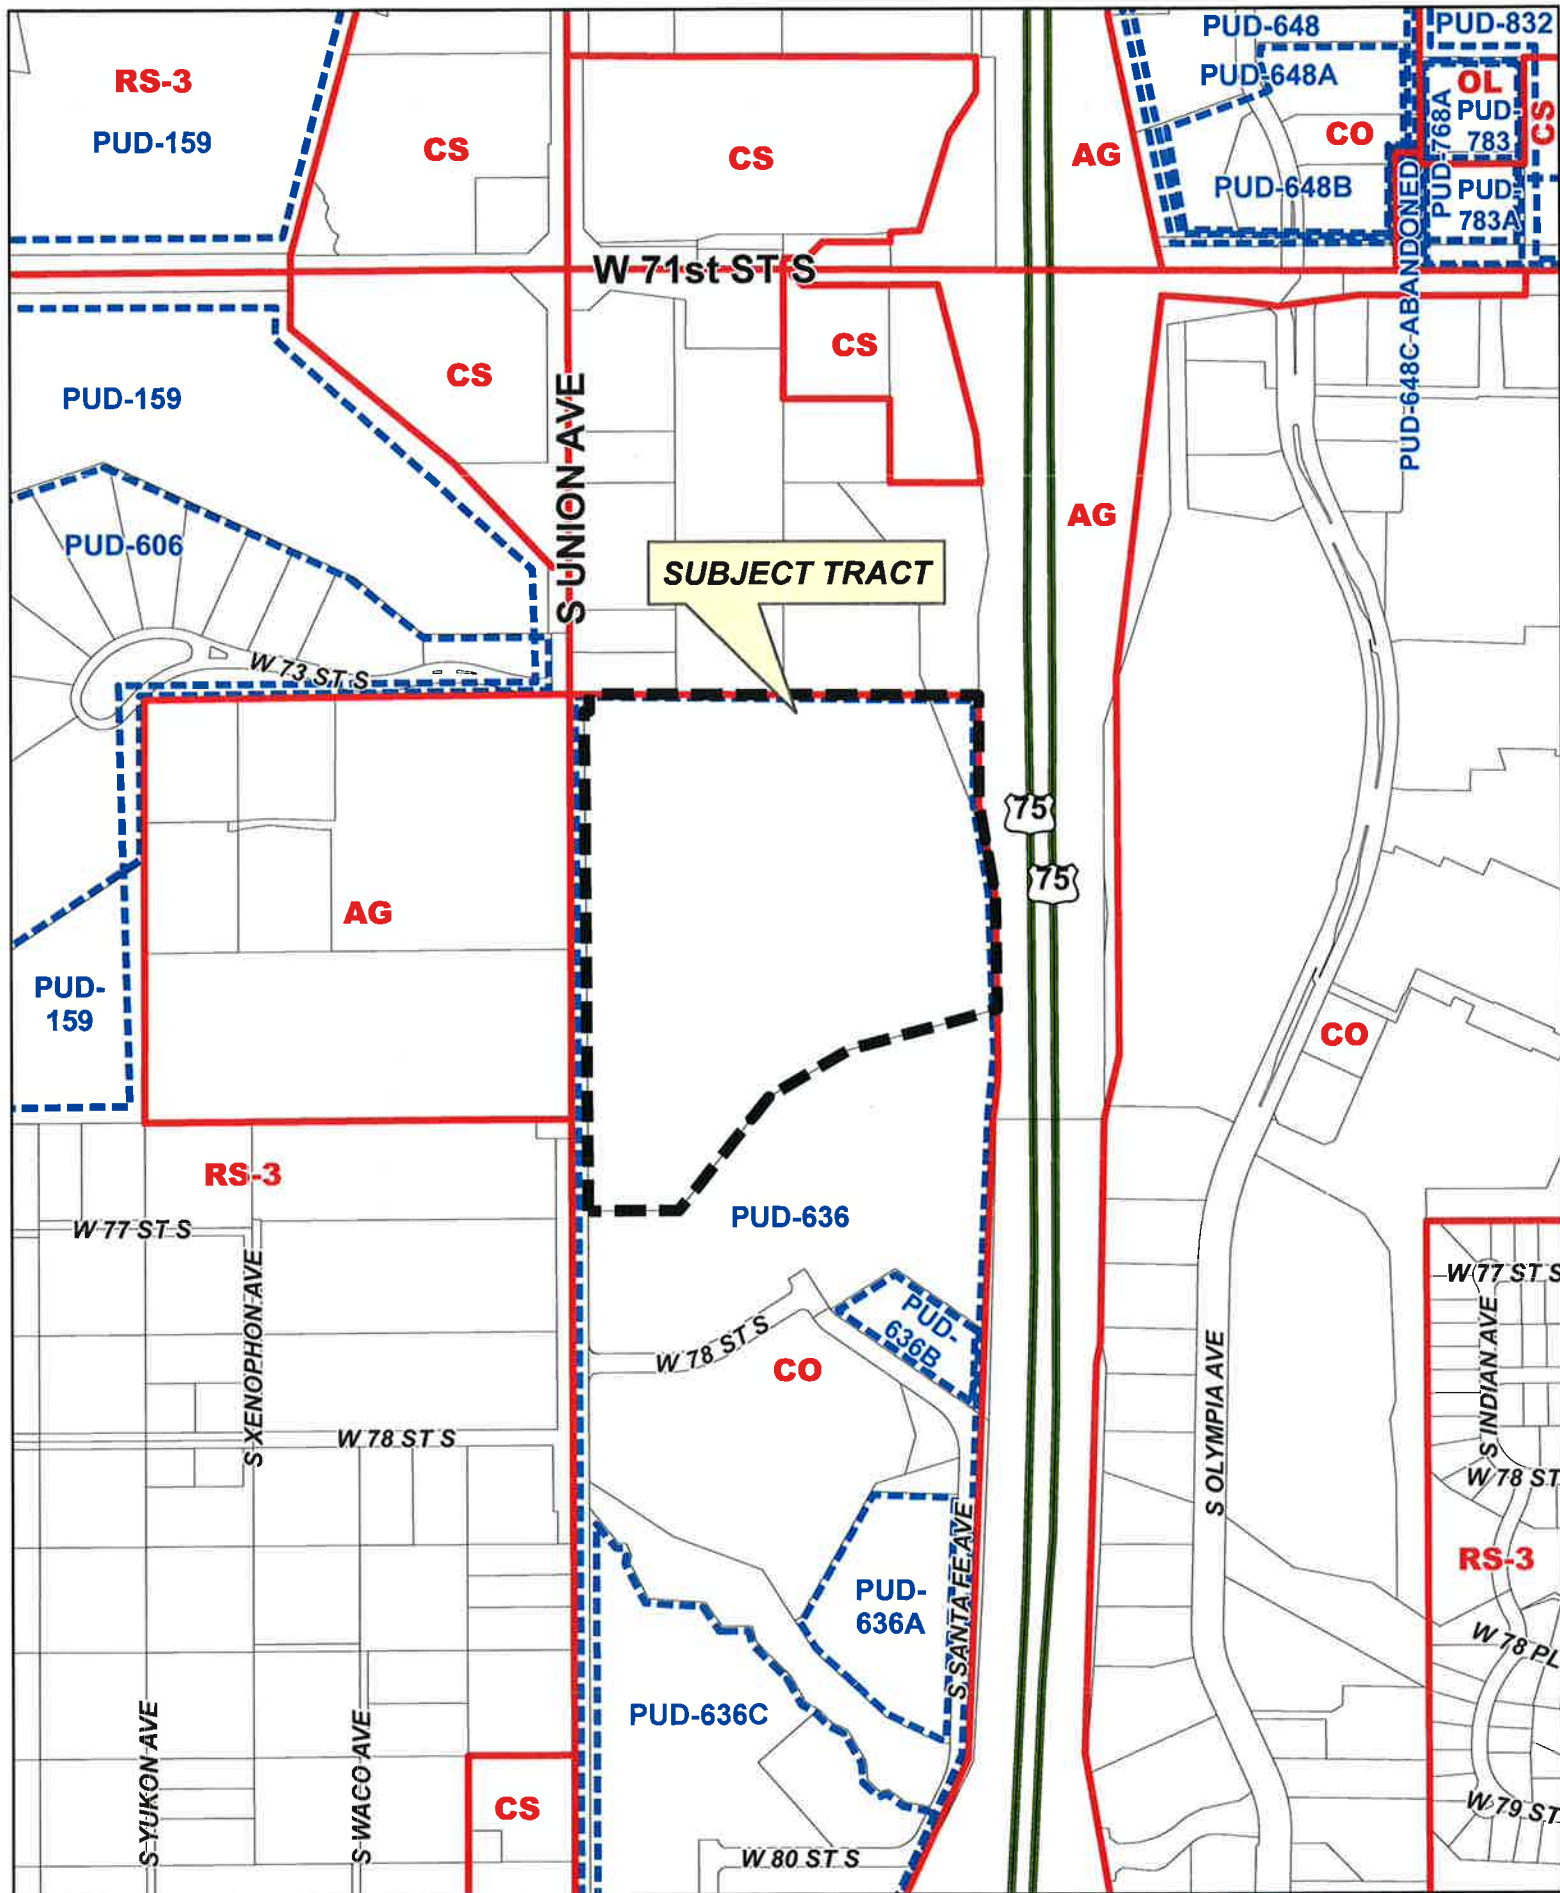 PUD-648
PUD-832
RS-3
PUD-648A
OL
PUD-159
CS
CS
AG
CO
PUD-768A
PUD-
783
CS
PUD-648B
PUD-
783A
W 71st ST S
PUD-648C-ABANDONED
CS
CS
PUD-159
S UNION AVE
AG
PUD-606
SUBJECT TRACT
W 73 ST S
75
75
AG
PUD-
159
CO
RS-3
PUD-636
W 77 ST S
S XENOPHON AVE
W 77 ST S
PUD-
636B
W 78 ST S
CO
S OLYMPIA AVE
S INDIAN AVE
W 78 ST S
W 78 ST
S SANTA FE AVE
RS-3
PUD-
636A
W 78 PL
PUD-636C
S YUKON AVE
S WACO AVE
CS
W 79 ST
W 80 ST S